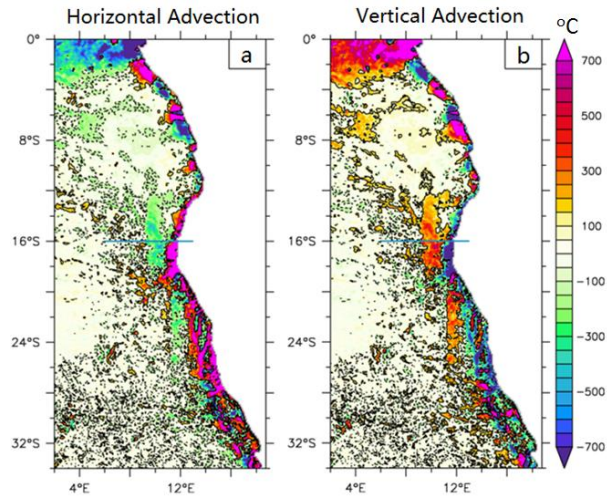 Horizontal Advection
Vertical Advection
°C
a
b
0°
8°S
16°S
24°S
32°S
4°E
12°E
0°
8°S
16°S
24°S
32°S
4°E
12°E
700
500
300
100
−100
−300
−500
−700